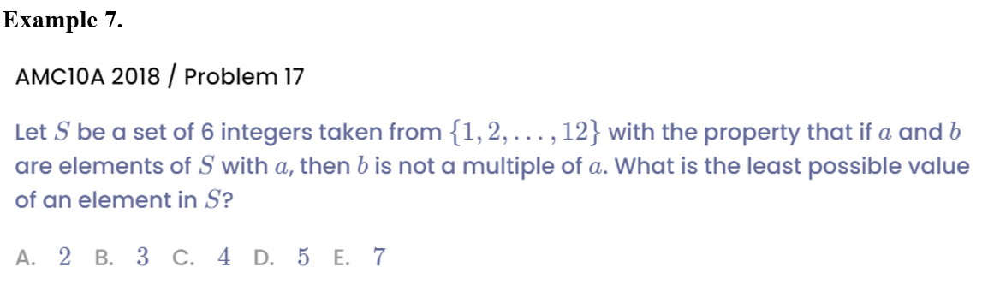 Example 7.
AMC10A 2018 / Problem 17
Let S be a set of 6 integers taken from {1, 2, . . . , 12} with the property that if a and b
are elements of S with a, then b is not a multiple of a. What is the least possible value
of an element in S?
A. 2 B. 3 C. 4 D. 5 E. 7